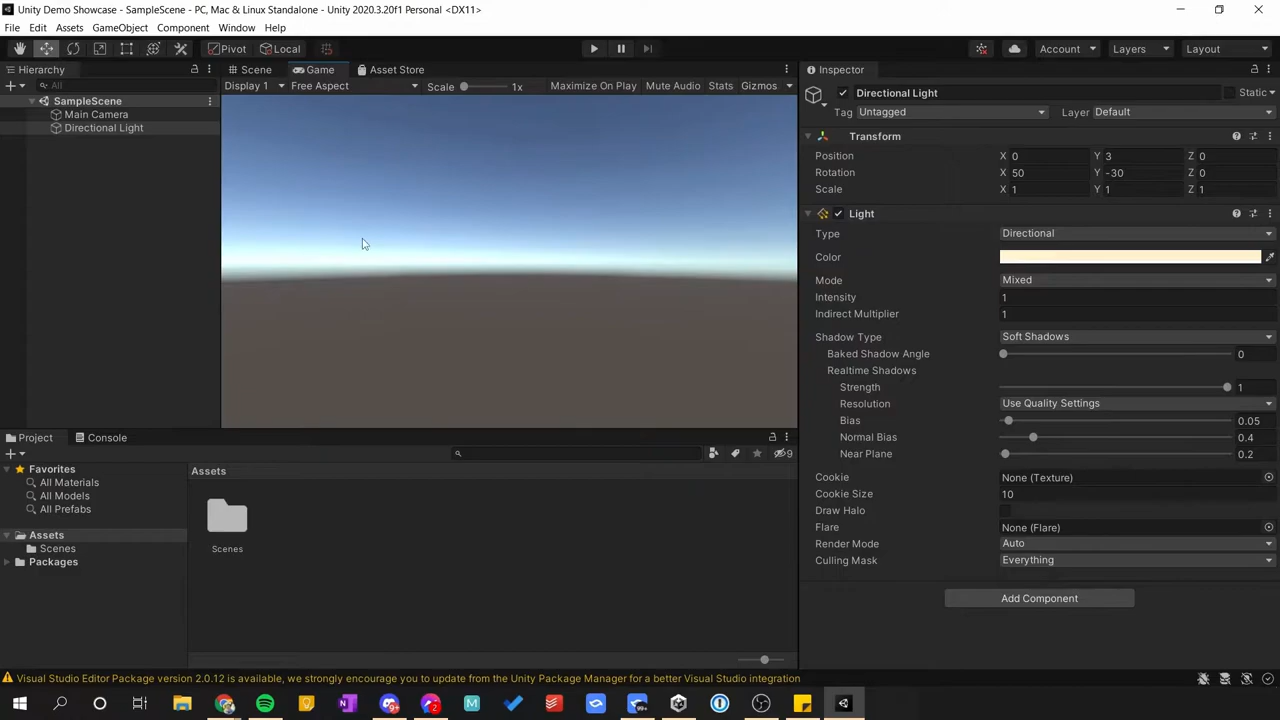 Unity Demo Showcase - SampleScene - PC, Mac & Linux Standalone - Unity 2020.3.20f1 Personal <DX11>
File Edit Assets GameObject Component Window Help
Pivot Local Account Layers Layout
Hierarchy
All
SampleScene
Main Camera
Directional Light
Scene Game Asset Store
Display 1 Free Aspect Scale 1x Maximize On Play Mute Audio Stats Gizmos
Inspector
Directional Light Static
Tag Untagged Layer Default
Transform
Position X 0 Y 3 Z 0
Rotation X 50 Y -30 Z 0
Scale X 1 Y 1 Z 1
Light
Type Directional
Color
Mode Mixed
Intensity 1
Indirect Multiplier 1
Shadow Type Soft Shadows
Baked Shadow Angle 0
Realtime Shadows
Strength 1
Resolution Use Quality Settings
Bias 0.05
Normal Bias 0.4
Near Plane 0.2
Cookie None (Texture)
Cookie Size 10
Draw Halo
Flare None (Flare)
Render Mode Auto
Culling Mask Everything
Add Component
Project Console
9
Favorites
All Materials
All Models
All Prefabs
Assets
Scenes
Packages
Assets
Scenes
Visual Studio Editor Package version 2.0.12 is available, we strongly encourage you to update from the Unity Package Manager for a better Visual Studio integration